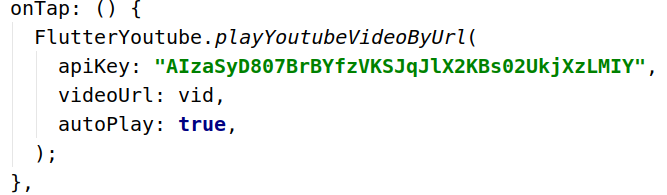 onTap: () {
FlutterYoutube.playYoutubeVideoByUrl(
apiKey: "AIzaSyD807BrBYfzVKSJqJlX2KBs02UkjXzLMIY",
videoUrl: vid,
autoPlay: true,
);
},